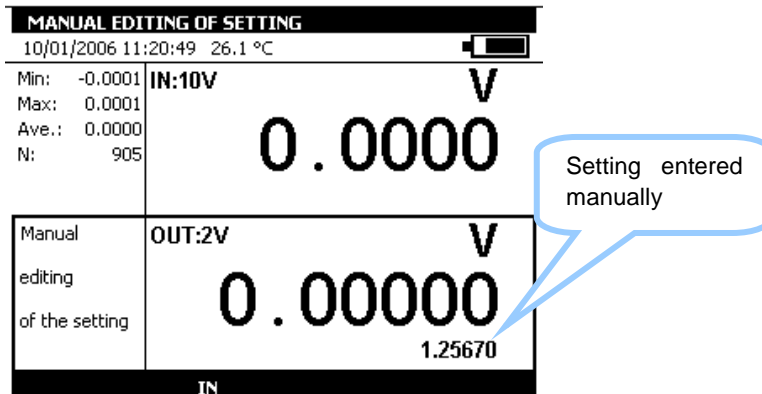 MANUAL EDITING OF SETTING
10/01/2006 11:20:49 26.1 °C
Min: -0.0001
Max: 0.0001
Ave.: 0.0000
N: 905
IN:10V
V
0.0000
Setting entered
manually
Manual
editing
of the setting
OUT:2V
V
0.00000
1.25670
IN